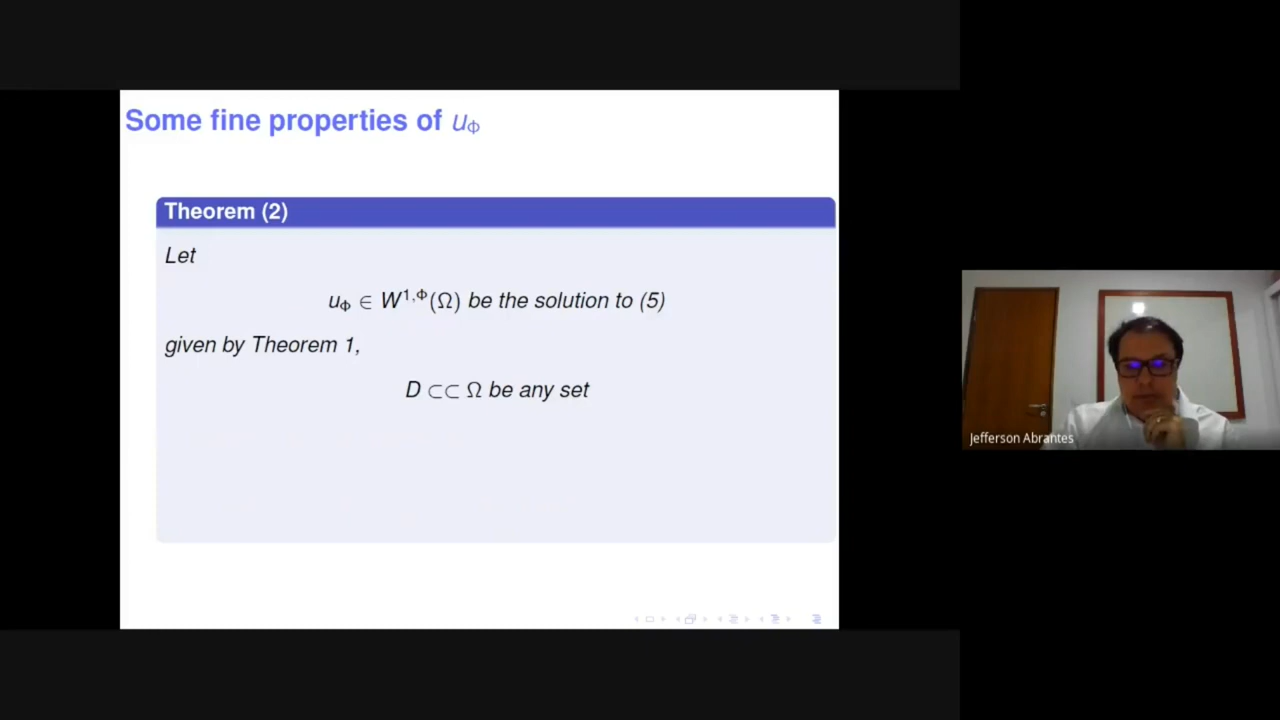 Some fine properties of u_Φ
Theorem (2)
Let
u_Φ ∈ W^{1,Φ}(Ω) be the solution to (5)
given by Theorem 1,
D ⊂⊂ Ω be any set
Jefferson Abrantes